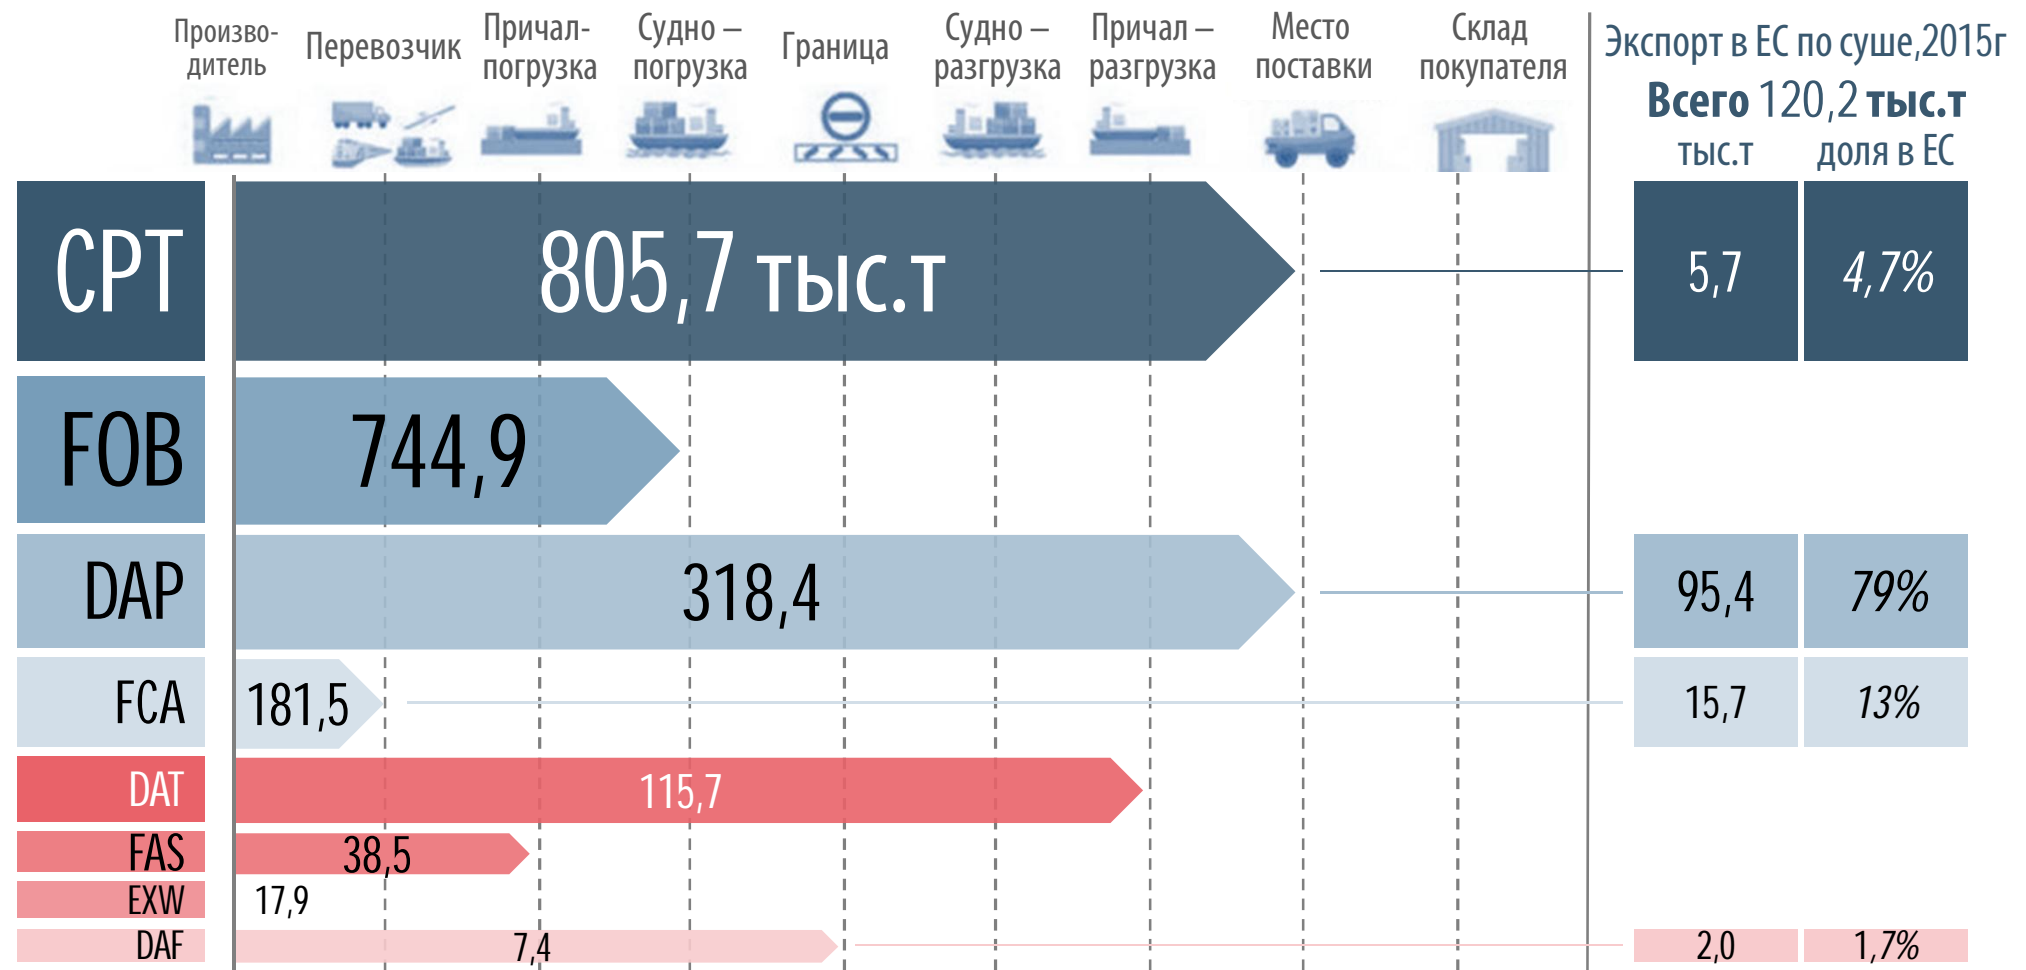 Произво-
дитель
Перевозчик
Причал-
погрузка
Судно –
погрузка
Граница
Судно –
разгрузка
Причал –
разгрузка
Место
поставки
Склад
покупателя
Экспорт в ЕС по суше,2015г
Всего 120,2 тыс.т
тыс.т доля в ЕС
CPT 805,7 тыс.т 5,7 4,7%
FOB 744,9
DAP 318,4 95,4 79%
FCA 181,5 15,7 13%
DAT 115,7
FAS 38,5
EXW 17,9
DAF 7,4 2,0 1,7%